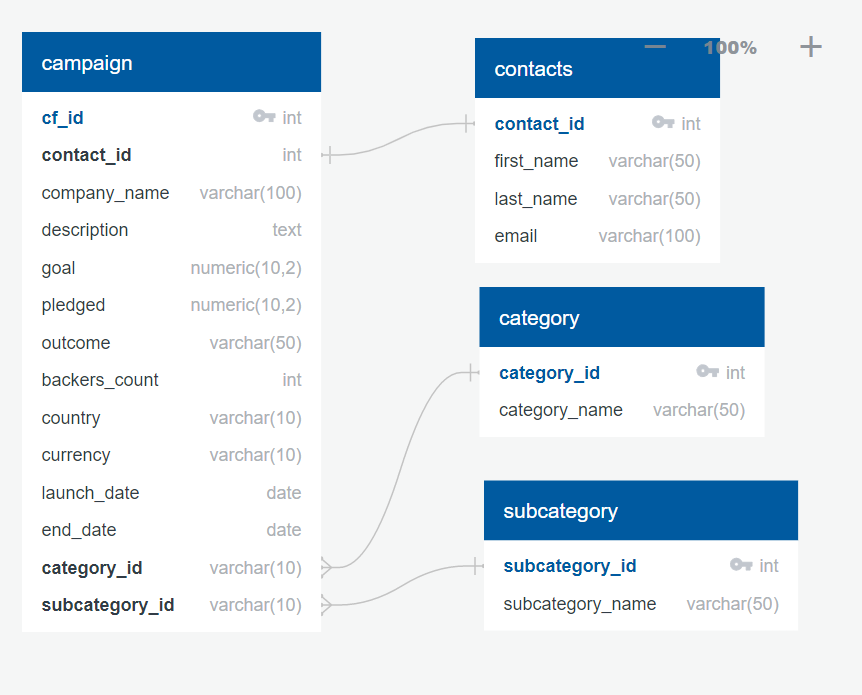 campaign
cf_id int
contact_id int
company_name varchar(100)
description text
goal numeric(10,2)
pledged numeric(10,2)
outcome varchar(50)
backers_count int
country varchar(10)
currency varchar(10)
launch_date date
end_date date
category_id varchar(10)
subcategory_id varchar(10)
100%
contacts
contact_id int
first_name varchar(50)
last_name varchar(50)
email varchar(100)
category
category_id int
category_name varchar(50)
subcategory
subcategory_id int
subcategory_name varchar(50)